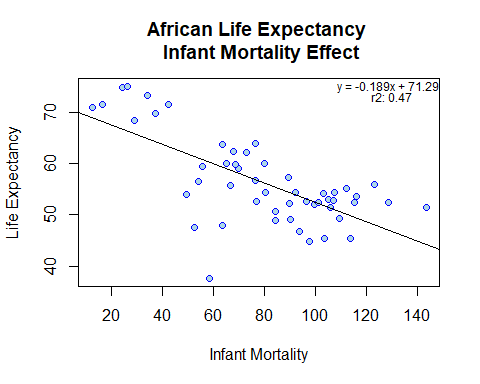 African Life Expectancy
Infant Mortality Effect
y = -0.189x + 71.29
r2: 0.47
Life Expectancy
70
60
50
40
20 40 60 80 100 120 140
Infant Mortality